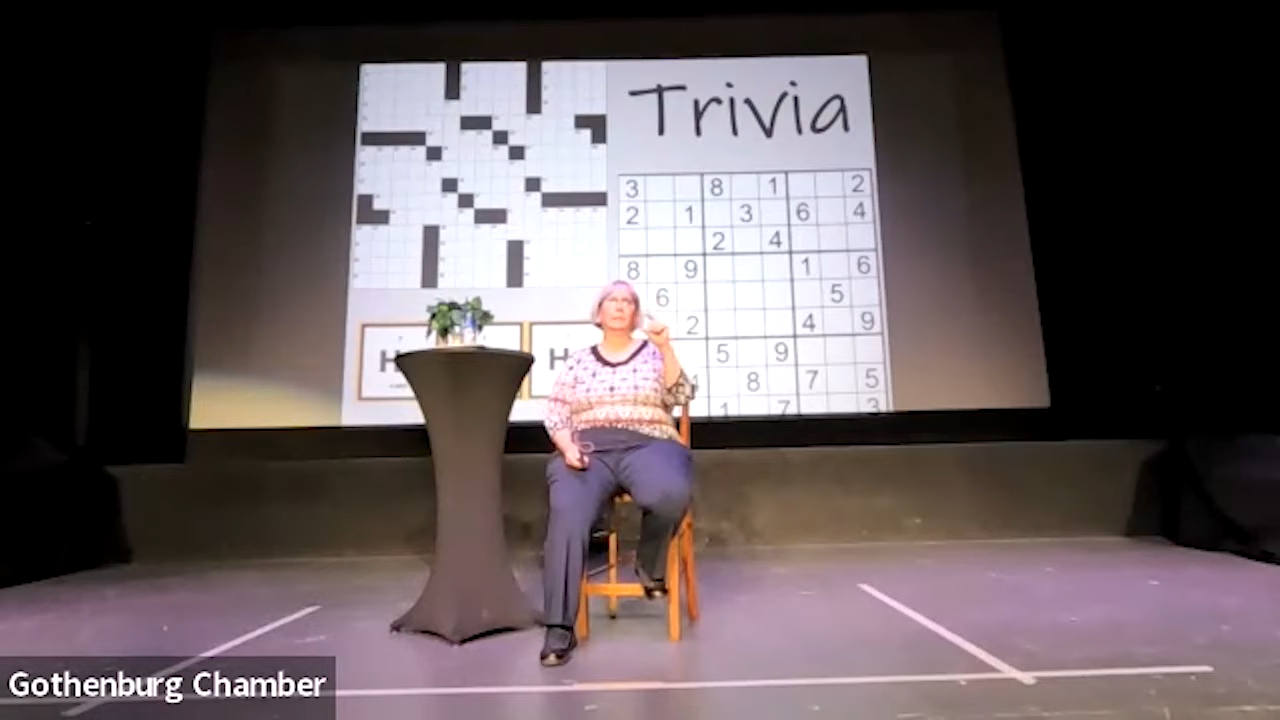 Trivia
3 8 1 2
2 1 3 6 4
2 4
8 9 1 6
6 5
2 4 9
5 9
1 8 7 5
1 7 3
H
H
Gothenburg Chamber